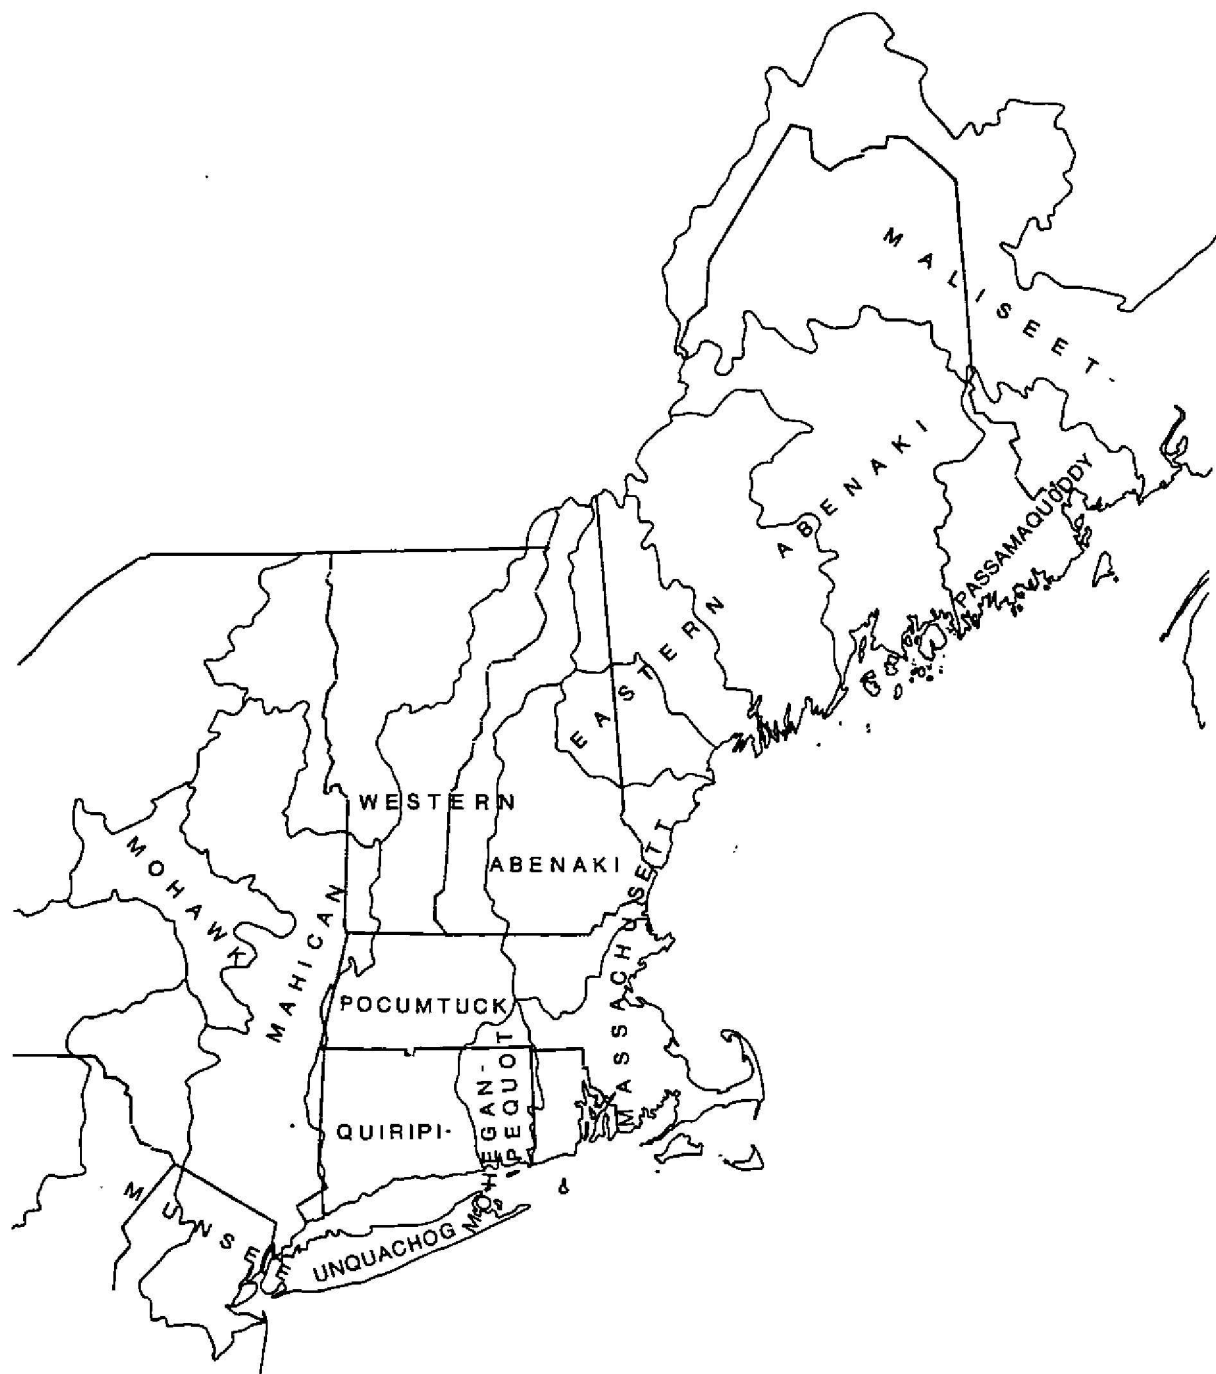 MALISEET-
PASSAMAQUODDY
EASTERN ABENAKI
WESTERN
ABENAKI
MOHAWK
MAHICAN
MASSACHUSETT
POCUMTUCK
MOHEGAN-
PEQUOT
QUIRIPI-
UNQUACHOG
MUNSEE